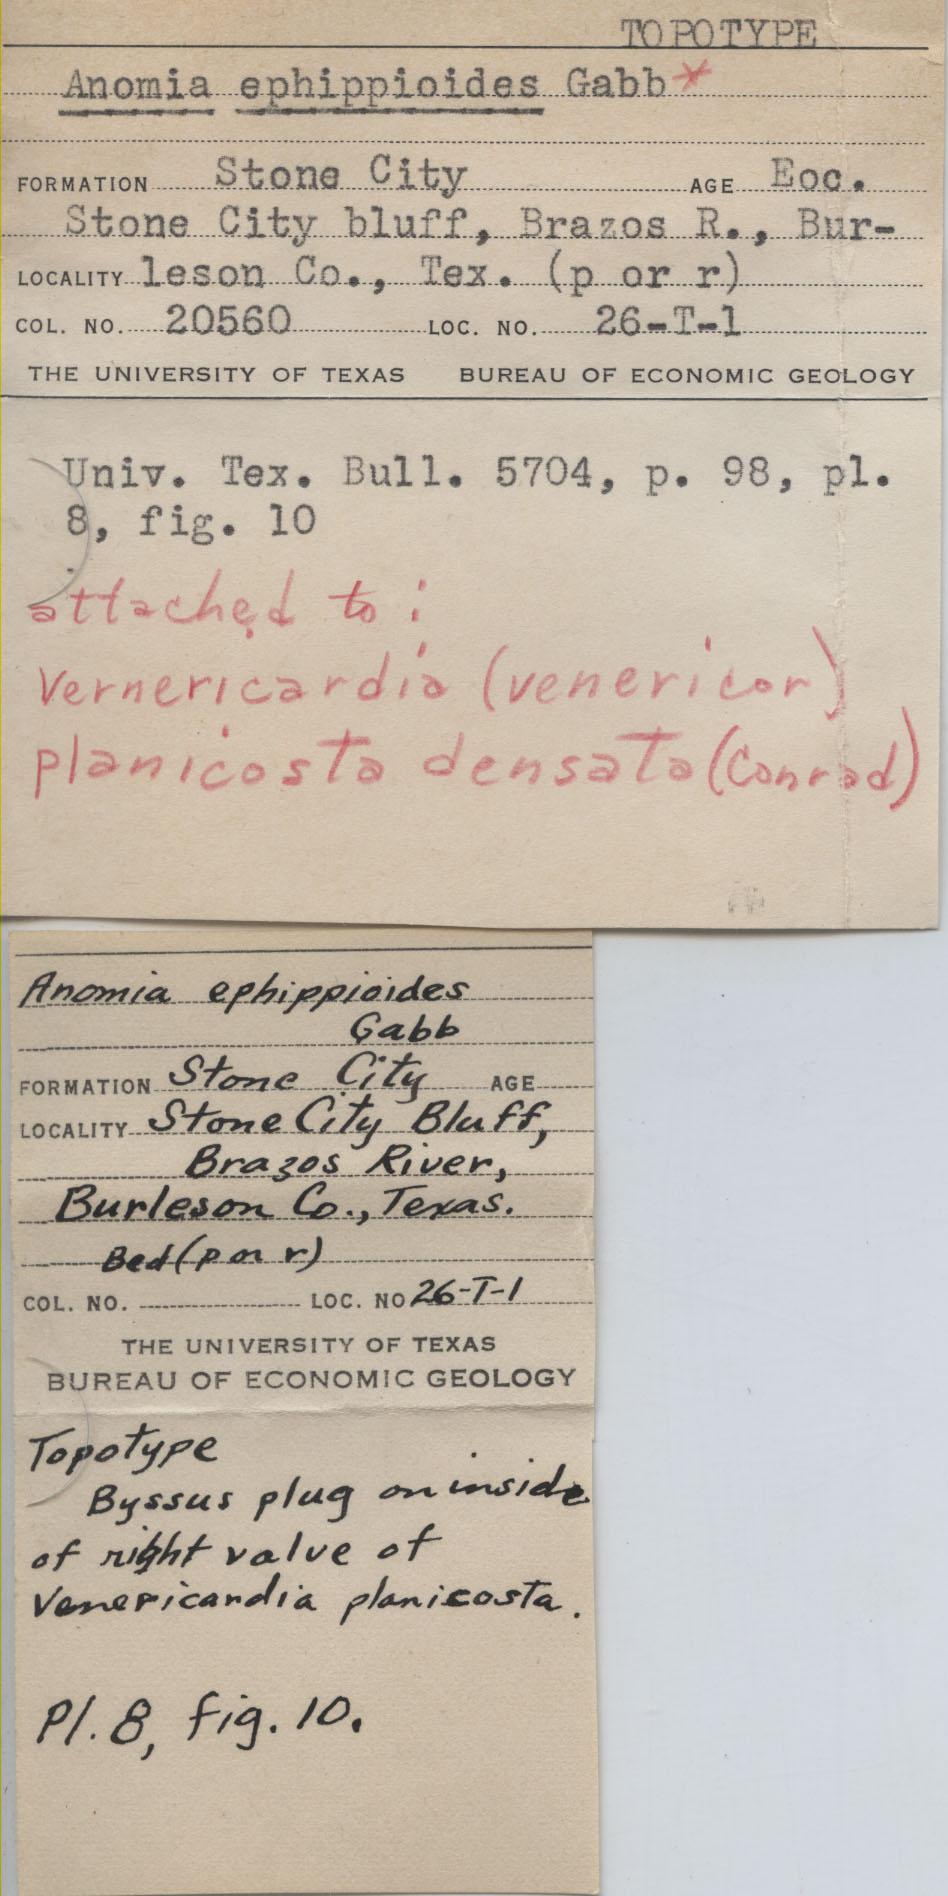 TOPOTYPE
Anomia ephippioides Gabb*
FORMATION Stone City AGE Eoc.
Stone City bluff, Brazos R., Bur-
LOCALITY leson Co., Tex. (p or r)
COL. NO. 20560 LOC. NO. 26-T-1
THE UNIVERSITY OF TEXAS BUREAU OF ECONOMIC GEOLOGY
Univ. Tex. Bull. 5704, p. 98, pl.
8, fig. 10
attached to:
Vernericardia (venericor)
planicosta densata (Conrad)
Anomia ephippioides
Gabb
FORMATION Stone City AGE
LOCALITY Stone City Bluff,
Brazos River,
Burleson Co., Texas.
Bed (p or r)
COL. NO. LOC. NO 26-T-1
THE UNIVERSITY OF TEXAS
BUREAU OF ECONOMIC GEOLOGY
Topotype
Byssus plug on inside
of right value of
Venericardia planicosta.
Pl. 8, fig. 10.